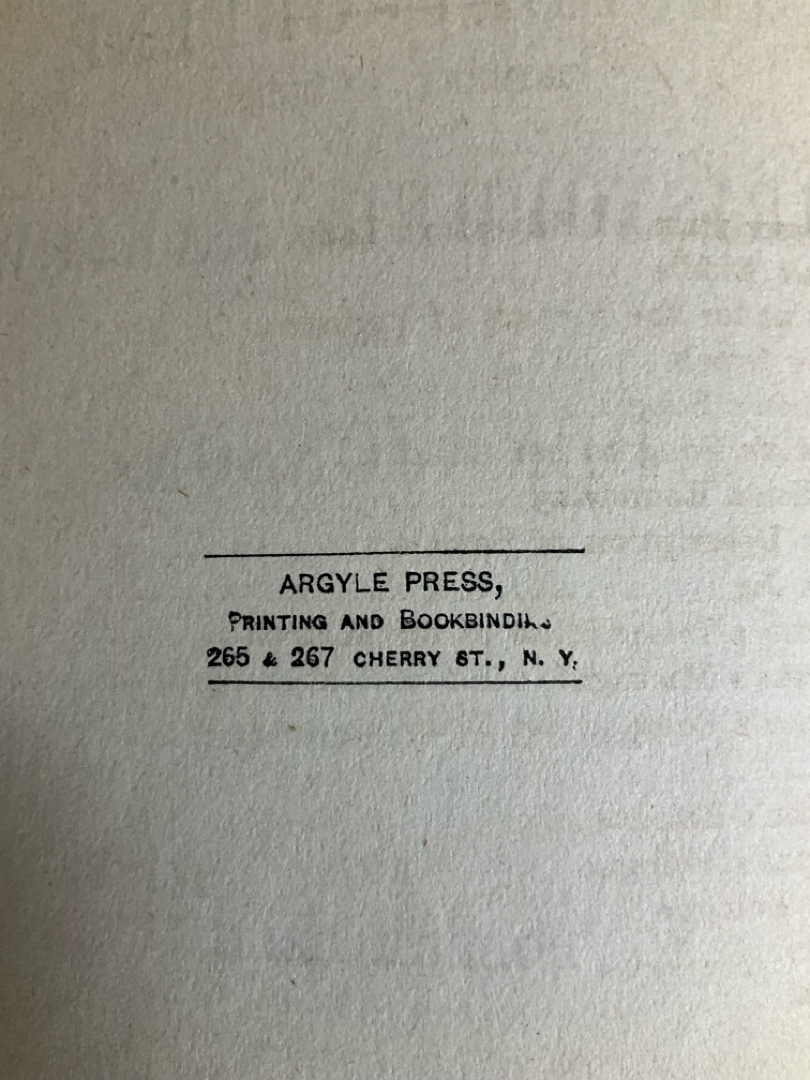 ARGYLE PRESS,
PRINTING AND BOOKBINDING
265 & 267 CHERRY ST., N. Y.